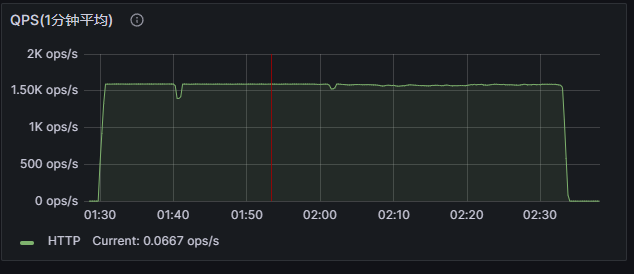 QPS(1分钟平均)
2K ops/s
1.50K ops/s
1K ops/s
500 ops/s
0 ops/s
01:30 01:40 01:50 02:00 02:10 02:20 02:30
HTTP Current: 0.0667 ops/s